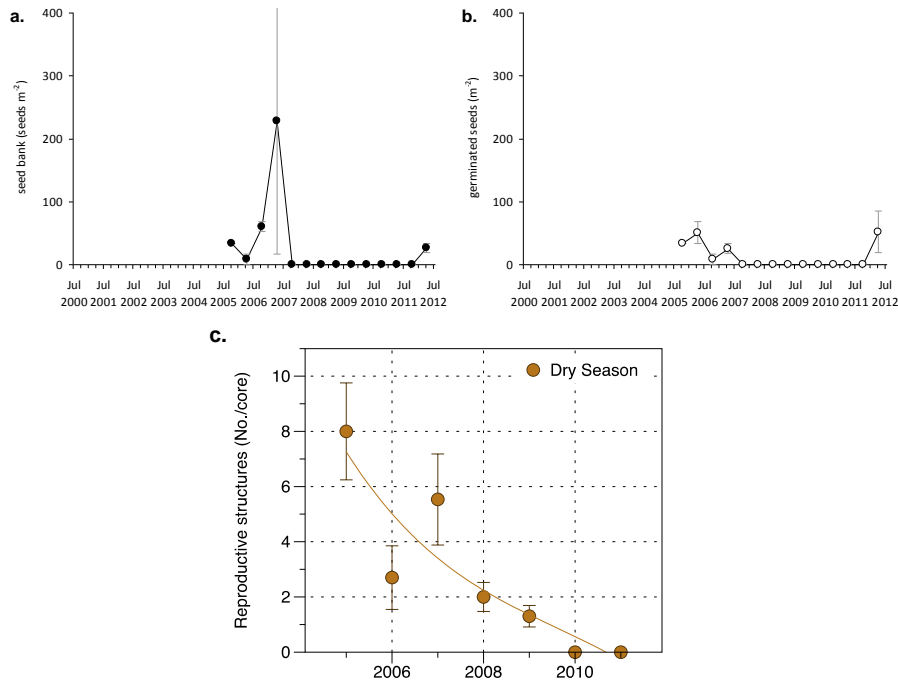 a.
seed bank (seeds m-2)
400
300
200
100
0
Jul Jul Jul Jul Jul Jul Jul Jul Jul Jul Jul Jul Jul
2000 2001 2002 2003 2004 2005 2006 2007 2008 2009 2010 2011 2012
b.
germinated seeds (m-2)
400
300
200
100
0
Jul Jul Jul Jul Jul Jul Jul Jul Jul Jul Jul Jul Jul
2000 2001 2002 2003 2004 2005 2006 2007 2008 2009 2010 2011 2012
c.
Reproductive structures (No./core)
10
8
6
4
2
0
Dry Season
2006 2008 2010